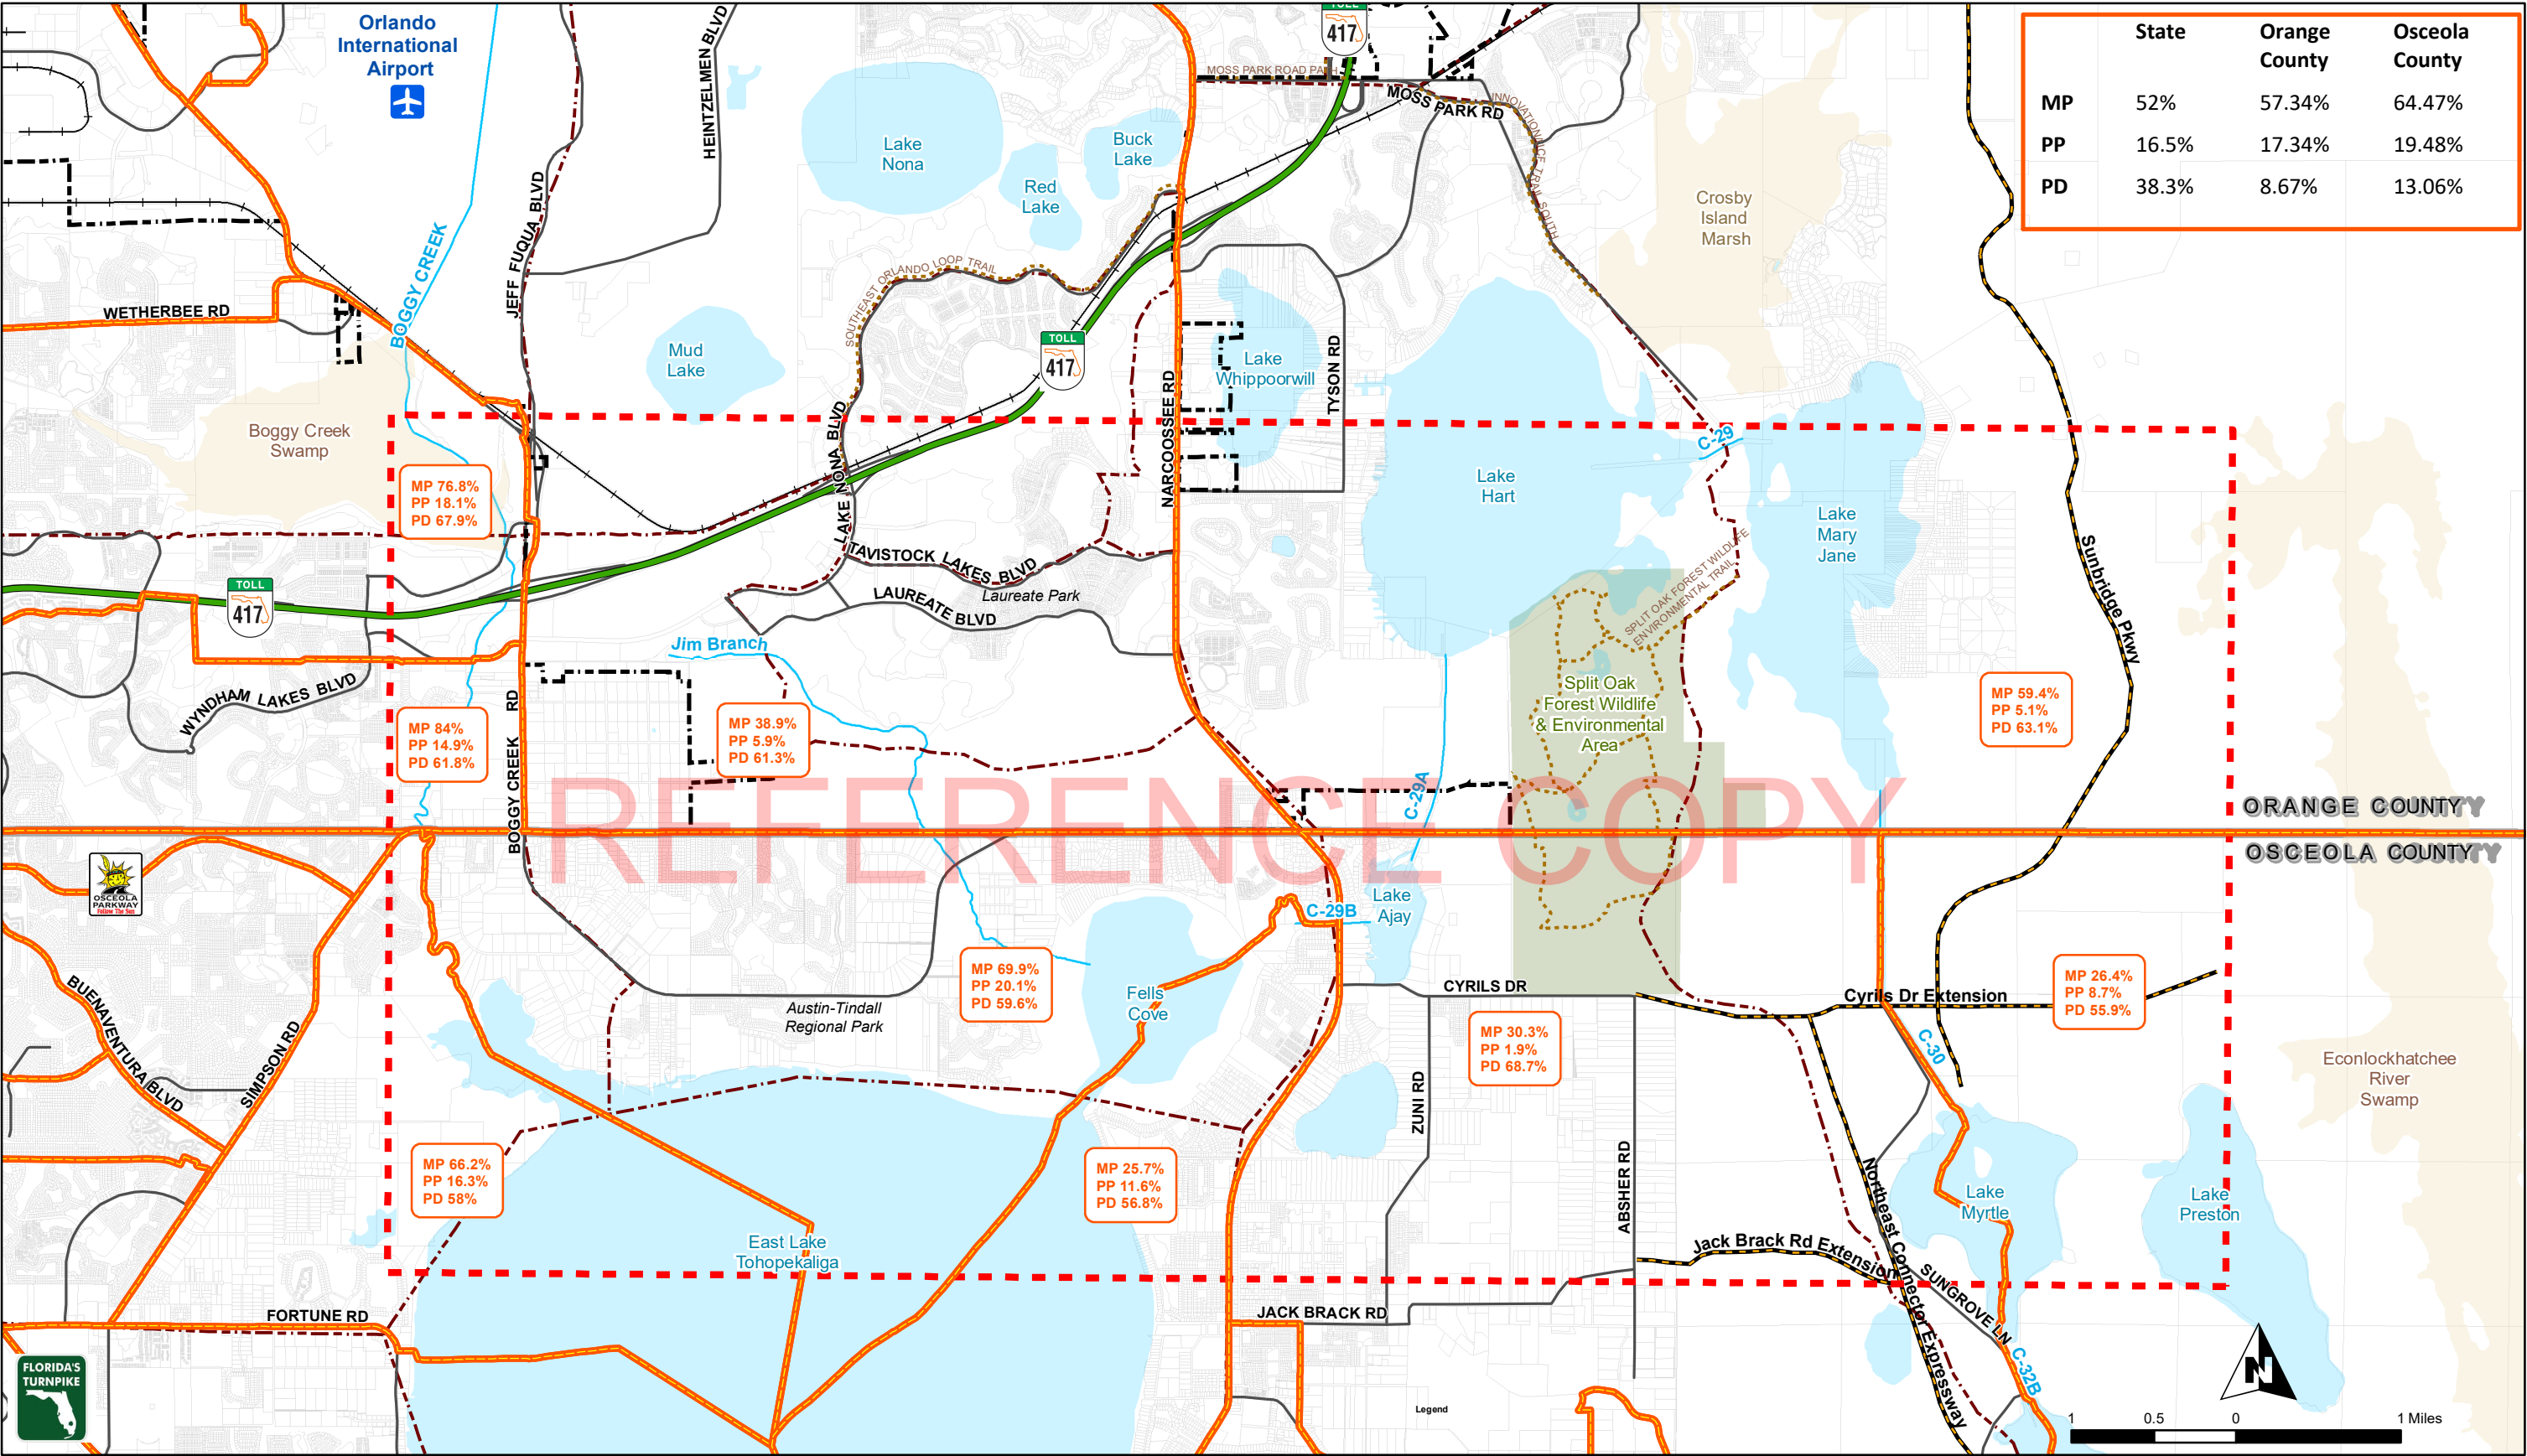 Orlando
International
Airport
HEINTZELMEN BLVD
TOLL
417
MOSS PARK ROAD PATH
MOSS PARK RD
State Orange County Osceola County
MP 52% 57.34% 64.47%
PP 16.5% 17.34% 19.48%
PD 38.3% 8.67% 13.06%
Lake
Nona
Buck
Lake
Red
Lake
Crosby
Island
Marsh
BOGGY CREEK
JEFF FUQUA BLVD
SOUTHEAST ORLANDO LOOP TRAIL
WETHERBEE RD
Mud
Lake
TOLL
417
Lake
Whippoorwill
TYSON RD
NARCOOSSEE RD
Boggy Creek
Swamp
LAKE NONA BLVD
C-29
MP 76.8%
PP 18.1%
PD 67.9%
Lake
Hart
Lake
Mary
Jane
Sunbridge Pkwy
TAVISTOCK LAKES BLVD
LAUREATE BLVD
Laureate Park
SPLIT OAK FOREST WILDLIFE
ENVIRONMENTAL TRAIL
TOLL
417
Jim Branch
WYNDHAM LAKES BLVD
BOGGY CREEK RD
MP 84%
PP 14.9%
PD 61.8%
MP 38.9%
PP 5.9%
PD 61.3%
Split Oak
Forest Wildlife
& Environmental
Area
MP 59.4%
PP 5.1%
PD 63.1%
C-29A
REFERENCE COPY
ORANGE COUNTY
OSCEOLA COUNTY
OSCEOLA
PARKWAY
Follow The Sun
Lake
Ajay
C-29B
MP 69.9%
PP 20.1%
PD 59.6%
Fells
Cove
Austin-Tindall
Regional Park
CYRILS DR
Cyrils Dr Extension
MP 26.4%
PP 8.7%
PD 55.9%
MP 30.3%
PP 1.9%
PD 68.7%
C-30
BUENAVENTURA BLVD
SIMPSON RD
ZUNI RD
ABSHER RD
Econlockhatchee
River
Swamp
MP 66.2%
PP 16.3%
PD 58%
MP 25.7%
PP 11.6%
PD 56.8%
Lake
Myrtle
Lake
Preston
East Lake
Tohopekaliga
Jack Brack Rd Extension
Northeast Connector Expressway
SUNGROVE LN
FORTUNE RD
JACK BRACK RD
C-32B
FLORIDA'S
TURNPIKE
Legend
N
1 0.5 0 1 Miles